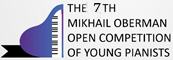 THE 7TH
MIKHAIL OBERMAN
OPEN COMPETITION
OF YOUNG PIANISTS